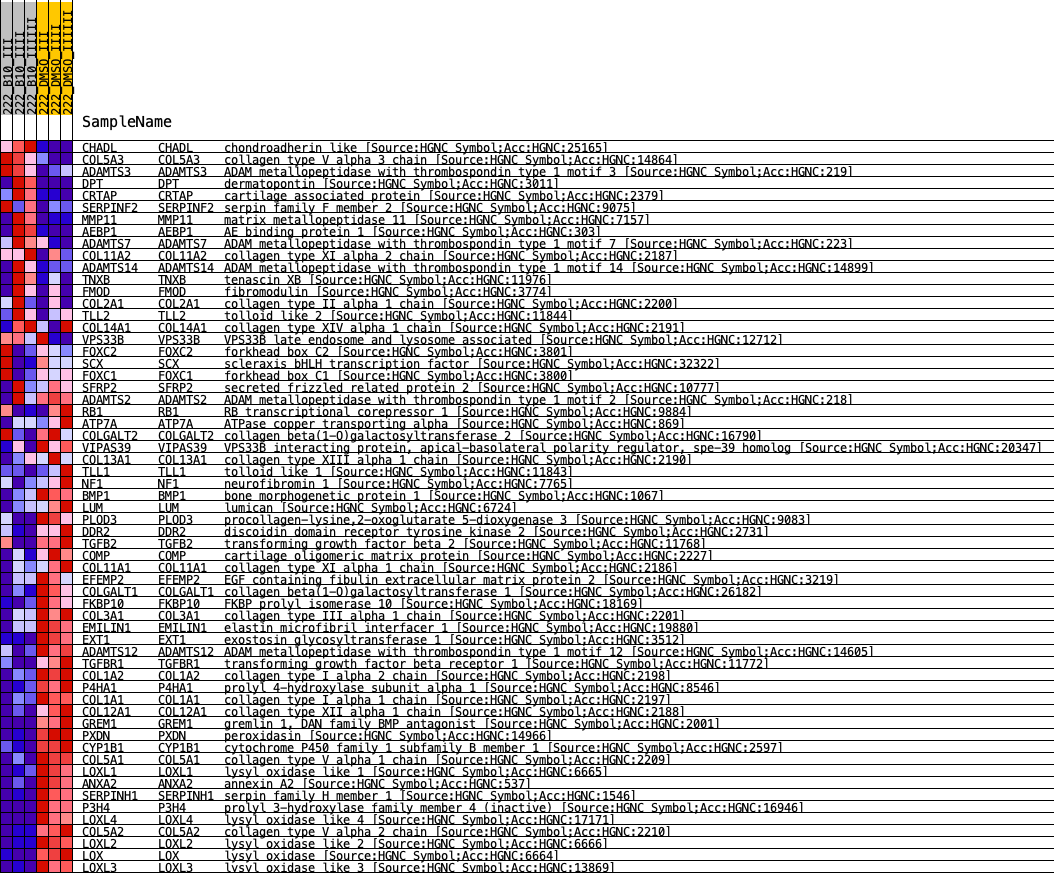 222_B10_III
222_B10_IIII
222_B10_IIIIII
222_DMSO_III
222_DMSO_IIII
222_DMSO_IIIIII
SampleName
CHADL CHADL chondroadherin like [Source:HGNC Symbol;Acc:HGNC:25165]
COL5A3 COL5A3 collagen type V alpha 3 chain [Source:HGNC Symbol;Acc:HGNC:14864]
ADAMTS3 ADAMTS3 ADAM metallopeptidase with thrombospondin type 1 motif 3 [Source:HGNC Symbol;Acc:HGNC:219]
DPT DPT dermatopontin [Source:HGNC Symbol;Acc:HGNC:3011]
CRTAP CRTAP cartilage associated protein [Source:HGNC Symbol;Acc:HGNC:2379]
SERPINF2 SERPINF2 serpin family F member 2 [Source:HGNC Symbol;Acc:HGNC:9075]
MMP11 MMP11 matrix metallopeptidase 11 [Source:HGNC Symbol;Acc:HGNC:7157]
AEBP1 AEBP1 AE binding protein 1 [Source:HGNC Symbol;Acc:HGNC:303]
ADAMTS7 ADAMTS7 ADAM metallopeptidase with thrombospondin type 1 motif 7 [Source:HGNC Symbol;Acc:HGNC:223]
COL11A2 COL11A2 collagen type XI alpha 2 chain [Source:HGNC Symbol;Acc:HGNC:2187]
ADAMTS14 ADAMTS14 ADAM metallopeptidase with thrombospondin type 1 motif 14 [Source:HGNC Symbol;Acc:HGNC:14899]
TNXB TNXB tenascin XB [Source:HGNC Symbol;Acc:HGNC:11976]
FMOD FMOD fibromodulin [Source:HGNC Symbol;Acc:HGNC:3774]
COL2A1 COL2A1 collagen type II alpha 1 chain [Source:HGNC Symbol;Acc:HGNC:2200]
TLL2 TLL2 tolloid like 2 [Source:HGNC Symbol;Acc:HGNC:11844]
COL14A1 COL14A1 collagen type XIV alpha 1 chain [Source:HGNC Symbol;Acc:HGNC:2191]
VPS33B VPS33B VPS33B late endosome and lysosome associated [Source:HGNC Symbol;Acc:HGNC:12712]
FOXC2 FOXC2 forkhead box C2 [Source:HGNC Symbol;Acc:HGNC:3801]
SCX SCX scleraxis bHLH transcription factor [Source:HGNC Symbol;Acc:HGNC:32322]
FOXC1 FOXC1 forkhead box C1 [Source:HGNC Symbol;Acc:HGNC:3800]
SFRP2 SFRP2 secreted frizzled related protein 2 [Source:HGNC Symbol;Acc:HGNC:10777]
ADAMTS2 ADAMTS2 ADAM metallopeptidase with thrombospondin type 1 motif 2 [Source:HGNC Symbol;Acc:HGNC:218]
RB1 RB1 RB transcriptional corepressor 1 [Source:HGNC Symbol;Acc:HGNC:9884]
ATP7A ATP7A ATPase copper transporting alpha [Source:HGNC Symbol;Acc:HGNC:869]
COLGALT2 COLGALT2 collagen beta(1-O)galactosyltransferase 2 [Source:HGNC Symbol;Acc:HGNC:16790]
VIPAS39 VIPAS39 VPS33B interacting protein, apical-basolateral polarity regulator, spe-39 homolog [Source:HGNC Symbol;Acc:HGNC:20347]
COL13A1 COL13A1 collagen type XIII alpha 1 chain [Source:HGNC Symbol;Acc:HGNC:2190]
TLL1 TLL1 tolloid like 1 [Source:HGNC Symbol;Acc:HGNC:11843]
NF1 NF1 neurofibromin 1 [Source:HGNC Symbol;Acc:HGNC:7765]
BMP1 BMP1 bone morphogenetic protein 1 [Source:HGNC Symbol;Acc:HGNC:1067]
LUM LUM lumican [Source:HGNC Symbol;Acc:HGNC:6724]
PLOD3 PLOD3 procollagen-lysine,2-oxoglutarate 5-dioxygenase 3 [Source:HGNC Symbol;Acc:HGNC:9083]
DDR2 DDR2 discoidin domain receptor tyrosine kinase 2 [Source:HGNC Symbol;Acc:HGNC:2731]
TGFB2 TGFB2 transforming growth factor beta 2 [Source:HGNC Symbol;Acc:HGNC:11768]
COMP COMP cartilage oligomeric matrix protein [Source:HGNC Symbol;Acc:HGNC:2227]
COL11A1 COL11A1 collagen type XI alpha 1 chain [Source:HGNC Symbol;Acc:HGNC:2186]
EFEMP2 EFEMP2 EGF containing fibulin extracellular matrix protein 2 [Source:HGNC Symbol;Acc:HGNC:3219]
COLGALT1 COLGALT1 collagen beta(1-O)galactosyltransferase 1 [Source:HGNC Symbol;Acc:HGNC:26182]
FKBP10 FKBP10 FKBP prolyl isomerase 10 [Source:HGNC Symbol;Acc:HGNC:18169]
COL3A1 COL3A1 collagen type III alpha 1 chain [Source:HGNC Symbol;Acc:HGNC:2201]
EMILIN1 EMILIN1 elastin microfibril interfacer 1 [Source:HGNC Symbol;Acc:HGNC:19880]
EXT1 EXT1 exostosin glycosyltransferase 1 [Source:HGNC Symbol;Acc:HGNC:3512]
ADAMTS12 ADAMTS12 ADAM metallopeptidase with thrombospondin type 1 motif 12 [Source:HGNC Symbol;Acc:HGNC:14605]
TGFBR1 TGFBR1 transforming growth factor beta receptor 1 [Source:HGNC Symbol;Acc:HGNC:11772]
COL1A2 COL1A2 collagen type I alpha 2 chain [Source:HGNC Symbol;Acc:HGNC:2198]
P4HA1 P4HA1 prolyl 4-hydroxylase subunit alpha 1 [Source:HGNC Symbol;Acc:HGNC:8546]
COL1A1 COL1A1 collagen type I alpha 1 chain [Source:HGNC Symbol;Acc:HGNC:2197]
COL12A1 COL12A1 collagen type XII alpha 1 chain [Source:HGNC Symbol;Acc:HGNC:2188]
GREM1 GREM1 gremlin 1, DAN family BMP antagonist [Source:HGNC Symbol;Acc:HGNC:2001]
PXDN PXDN peroxidasin [Source:HGNC Symbol;Acc:HGNC:14966]
CYP1B1 CYP1B1 cytochrome P450 family 1 subfamily B member 1 [Source:HGNC Symbol;Acc:HGNC:2597]
COL5A1 COL5A1 collagen type V alpha 1 chain [Source:HGNC Symbol;Acc:HGNC:2209]
LOXL1 LOXL1 lysyl oxidase like 1 [Source:HGNC Symbol;Acc:HGNC:6665]
ANXA2 ANXA2 annexin A2 [Source:HGNC Symbol;Acc:HGNC:537]
SERPINH1 SERPINH1 serpin family H member 1 [Source:HGNC Symbol;Acc:HGNC:1546]
P3H4 P3H4 prolyl 3-hydroxylase family member 4 (inactive) [Source:HGNC Symbol;Acc:HGNC:16946]
LOXL4 LOXL4 lysyl oxidase like 4 [Source:HGNC Symbol;Acc:HGNC:17171]
COL5A2 COL5A2 collagen type V alpha 2 chain [Source:HGNC Symbol;Acc:HGNC:2210]
LOXL2 LOXL2 lysyl oxidase like 2 [Source:HGNC Symbol;Acc:HGNC:6666]
LOX LOX lysyl oxidase [Source:HGNC Symbol;Acc:HGNC:6664]
LOXL3 LOXL3 lysyl oxidase like 3 [Source:HGNC Symbol;Acc:HGNC:13869]